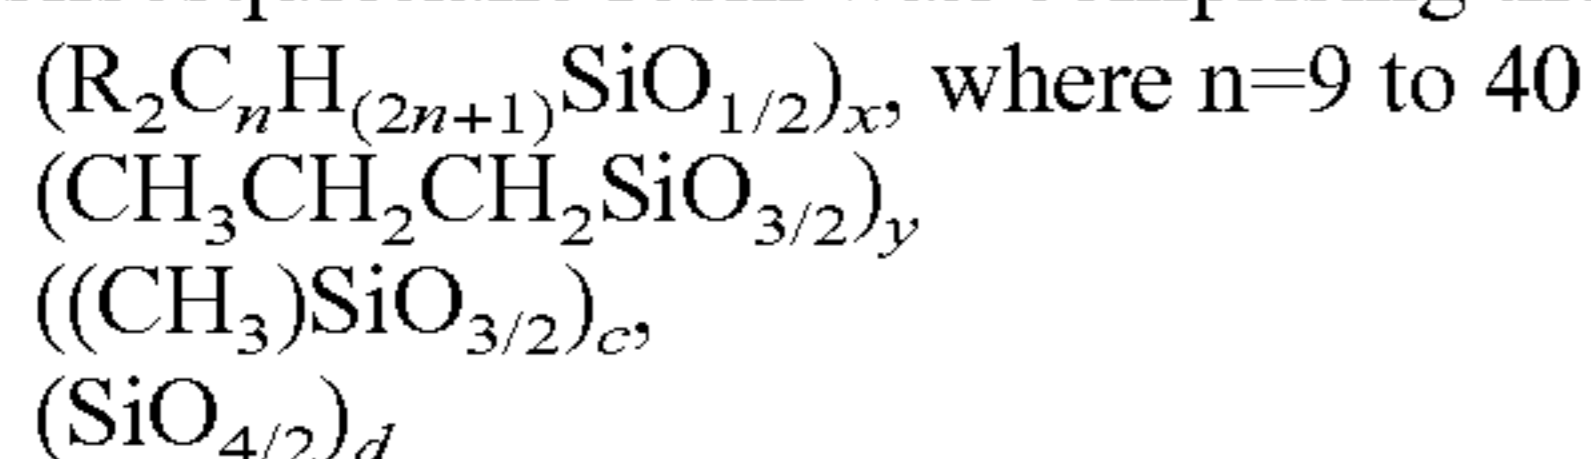 (R₂CₙH₍₂ₙ₊₁₎SiO₁/₂)ₓ, where n=9 to 40
(CH₃CH₂CH₂SiO₃/₂)y
((CH₃)SiO₃/₂)c,
(SiO₄/₂)d